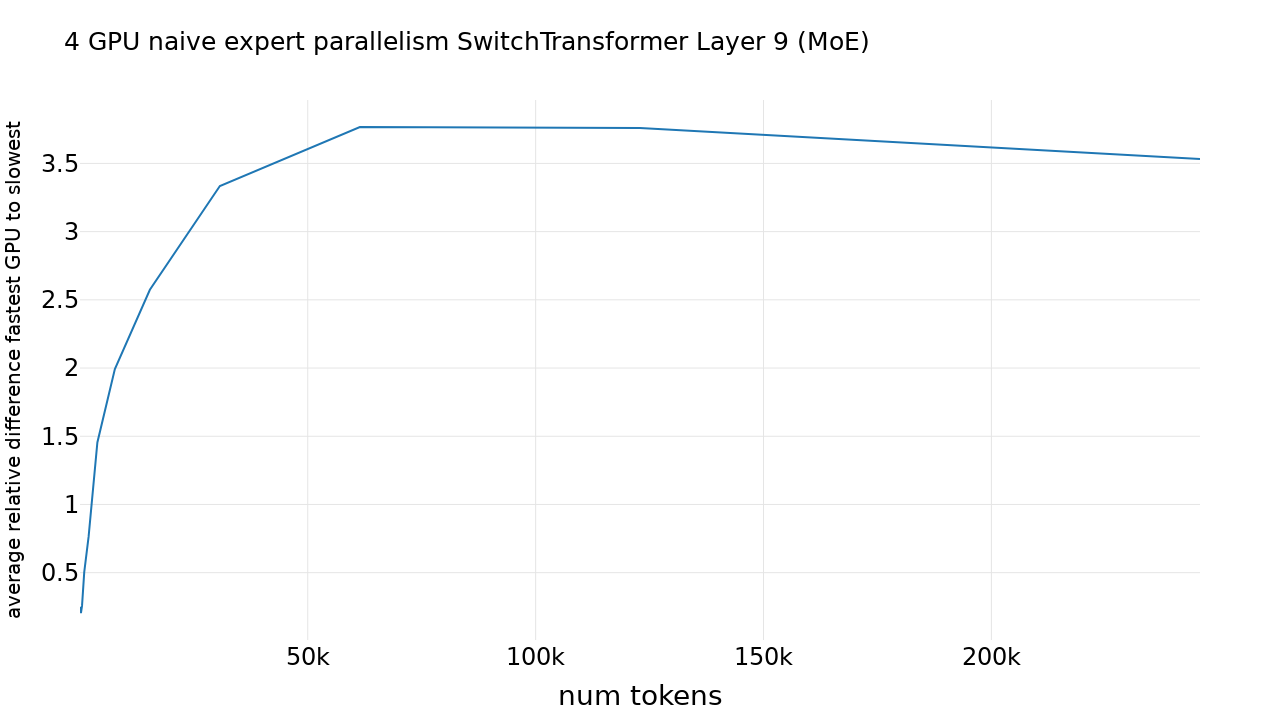 4 GPU naive expert parallelism SwitchTransformer Layer 9 (MoE)
average relative difference fastest GPU to slowest
3.5
3
2.5
2
1.5
1
0.5
50k
100k
150k
200k
num tokens